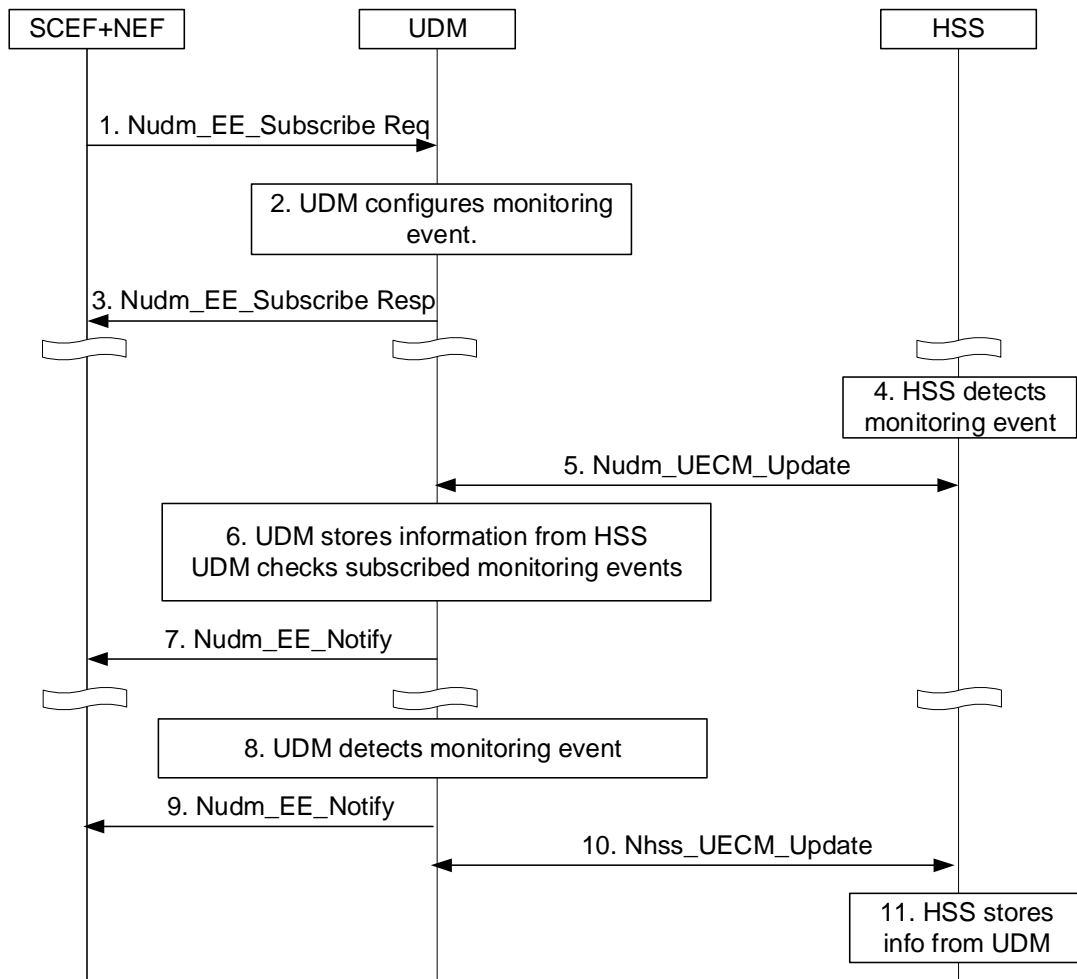 SCEF+NEF
UDM
HSS
1. Nudm_EE_Subscribe Req
2. UDM configures monitoring
event.
3. Nudm_EE_Subscribe Resp
4. HSS detects
monitoring event
5. Nudm_UECM_Update
6. UDM stores information from HSS
UDM checks subscribed monitoring events
7. Nudm_EE_Notify
8. UDM detects monitoring event
9. Nudm_EE_Notify
10. Nhss_UECM_Update
11. HSS stores
info from UDM